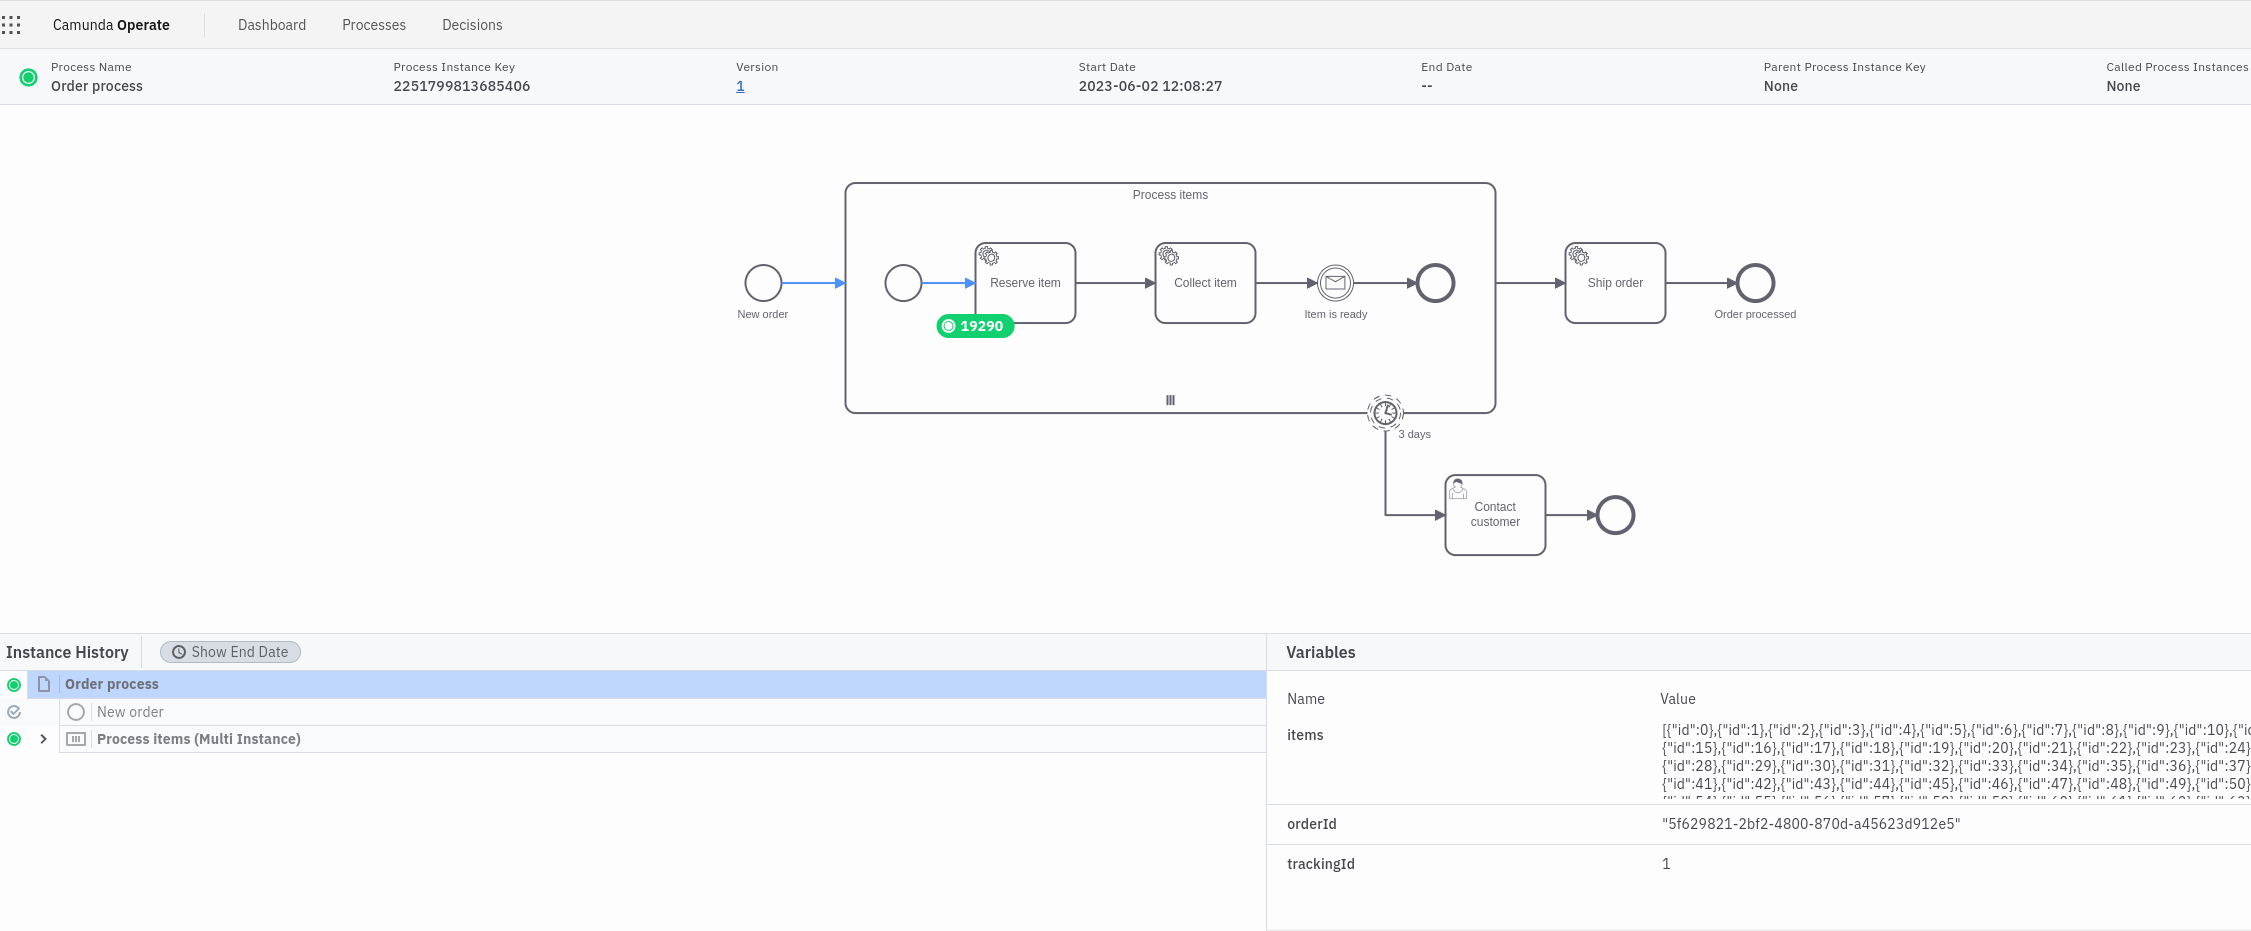 Camunda Operate
Dashboard
Processes
Decisions
Process Name
Order process
Process Instance Key
2251799813685406
Version
1
Start Date
2023-06-02 12:08:27
End Date
--
Parent Process Instance Key
None
Called Process Instances
None
Process items
New order
Reserve item
19290
Collect item
Item is ready
Ship order
Order processed
3 days
Contact
customer
Instance History
Show End Date
Order process
New order
Process items (Multi Instance)
Variables
Name
Value
items
[{"id":0},{"id":1},{"id":2},{"id":3},{"id":4},{"id":5},{"id":6},{"id":7},{"id":8},{"id":9},{"id":10},{"id
{"id":15},{"id":16},{"id":17},{"id":18},{"id":19},{"id":20},{"id":21},{"id":22},{"id":23},{"id":24}
{"id":28},{"id":29},{"id":30},{"id":31},{"id":32},{"id":33},{"id":34},{"id":35},{"id":36},{"id":37}
{"id":41},{"id":42},{"id":43},{"id":44},{"id":45},{"id":46},{"id":47},{"id":48},{"id":49},{"id":50}
orderId
"5f629821-2bf2-4800-870d-a45623d912e5"
trackingId
1